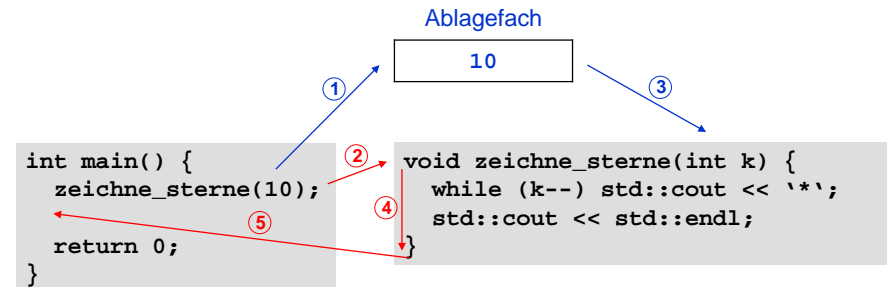 Ablagefach
10
①
③
int main() {
  zeichne_sterne(10);
  return 0;
}
②
⑤
④
void zeichne_sterne(int k) {
  while (k--) std::cout << ‘*‘;
  std::cout << std::endl;
}